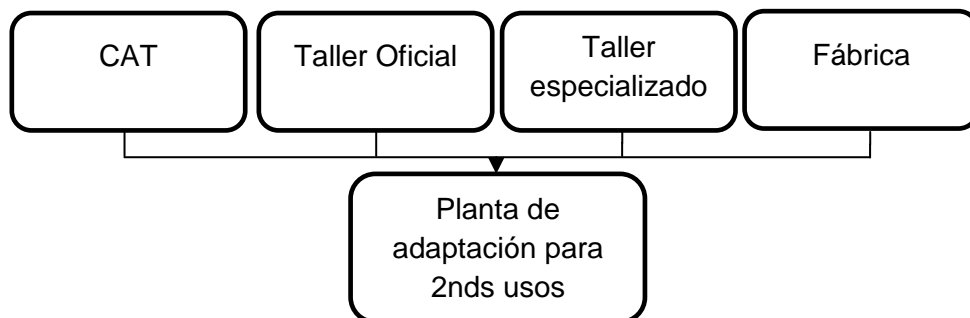 CAT
Taller Oficial
Taller
especializado
Fábrica
Planta de
adaptación para
2nds usos